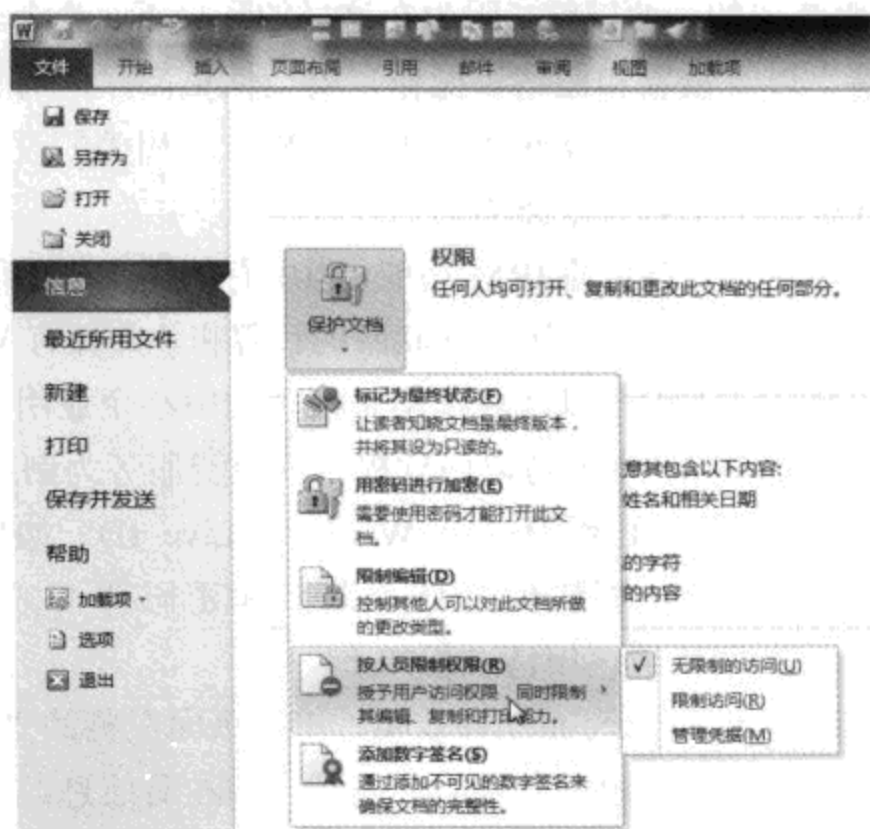 W
文件 开始 插入 页面布局 引用 邮件 审阅 视图 加载项
保存
另存为
打开
关闭
信息
最近所用文件
新建
打印
保存并发送
帮助
加载项
选项
退出
权限
任何人均可打开、复制和更改此文档的任何部分。
保护文档
标记为最终状态(F)
让读者知晓文档是最终版本，
并将其设为只读的。
用密码进行加密(E)
需要使用密码才能打开此文
档。
限制编辑(D)
控制其他人可以对此文档所做
的更改类型。
按人员限制权限(R)
授予用户访问权限，同时限制
其编辑、复制和打印能力。
添加数字签名(S)
通过添加不可见的数字签名来
确保文档的完整性。
意其包含以下内容:
姓名和相关日期
的字符
的内容
无限制的访问(U)
限制访问(R)
管理凭据(M)